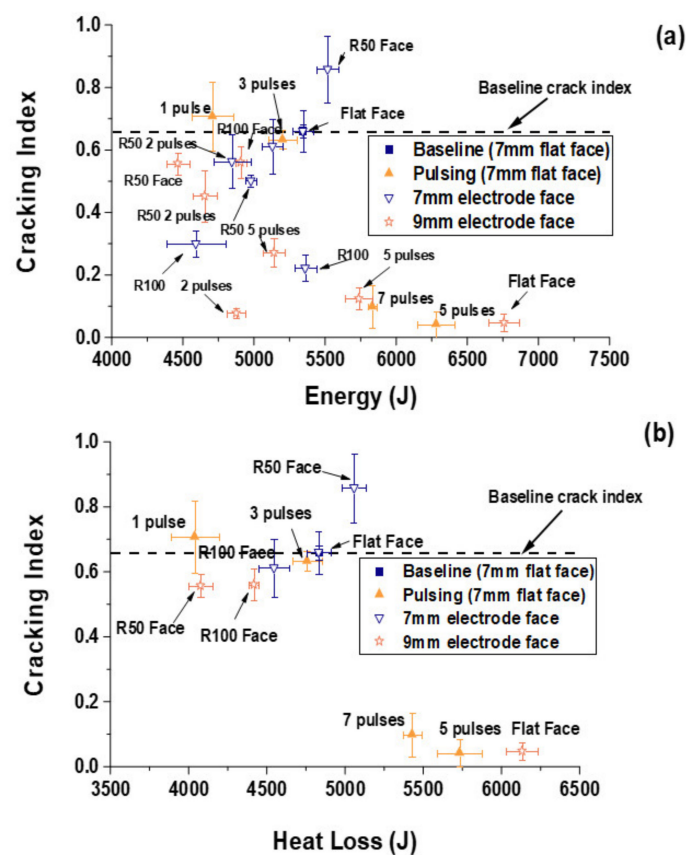 (a)
1.0
0.8
0.6
0.4
0.2
0.0
Cracking Index
R50 Face
1 pulse
3 pulses
Baseline crack index
Flat Face
R50 2 pulses
R100 Face
R50 Face
R50 2 pulses
R50 5 pulses
R100
R100 5 pulses
2 pulses
7 pulses
5 pulses
Flat Face
Baseline (7mm flat face)
Pulsing (7mm flat face)
7mm electrode face
9mm electrode face
4000 4500 5000 5500 6000 6500 7000 7500
Energy (J)
(b)
1.0
0.8
0.6
0.4
0.2
0.0
Cracking Index
R50 Face
1 pulse
3 pulses
Baseline crack index
Flat Face
R100 Face
R50 Face
R100 Face
Baseline (7mm flat face)
Pulsing (7mm flat face)
7mm electrode face
9mm electrode face
7 pulses
5 pulses
Flat Face
3500 4000 4500 5000 5500 6000 6500
Heat Loss (J)